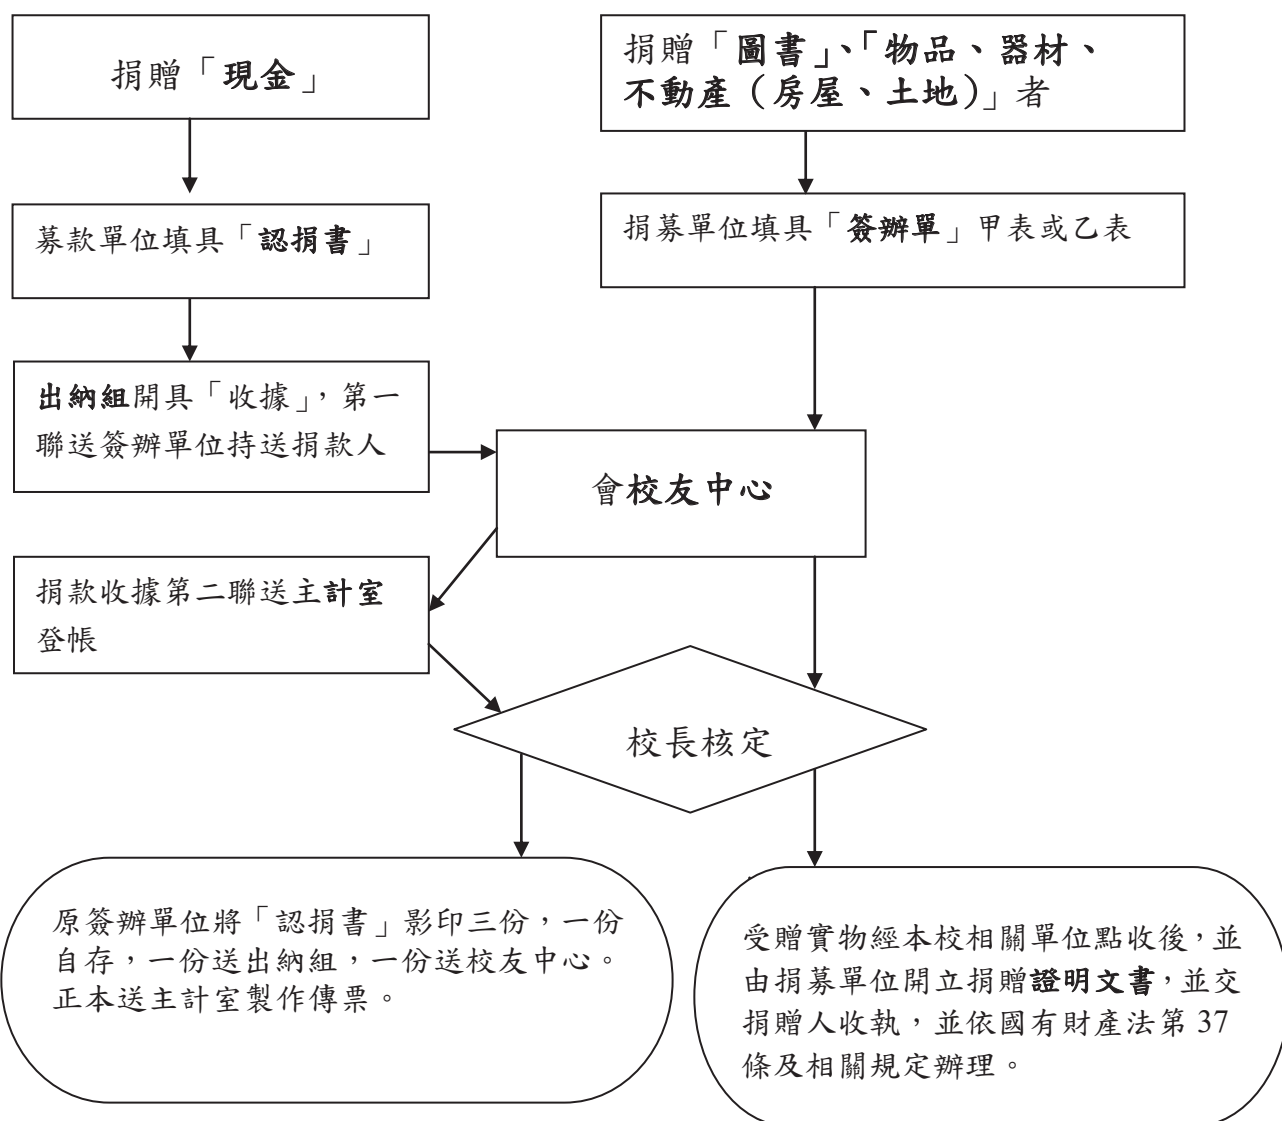 捐贈「現金」
捐贈「圖書」、「物品、器材、
不動產（房屋、土地）」者
募款單位填具「認捐書」
捐募單位填具「簽辦單」甲表或乙表
出納組開具「收據」，第一
聯送簽辦單位持送捐款人
會校友中心
捐款收據第二聯送主計室
登帳
校長核定
原簽辦單位將「認捐書」影印三份，一份
自存，一份送出納組，一份送校友中心。
正本送主計室製作傳票。
受贈實物經本校相關單位點收後，並
由捐募單位開立捐贈證明文書，並交
捐贈人收執，並依國有財產法第 37
條及相關規定辦理。